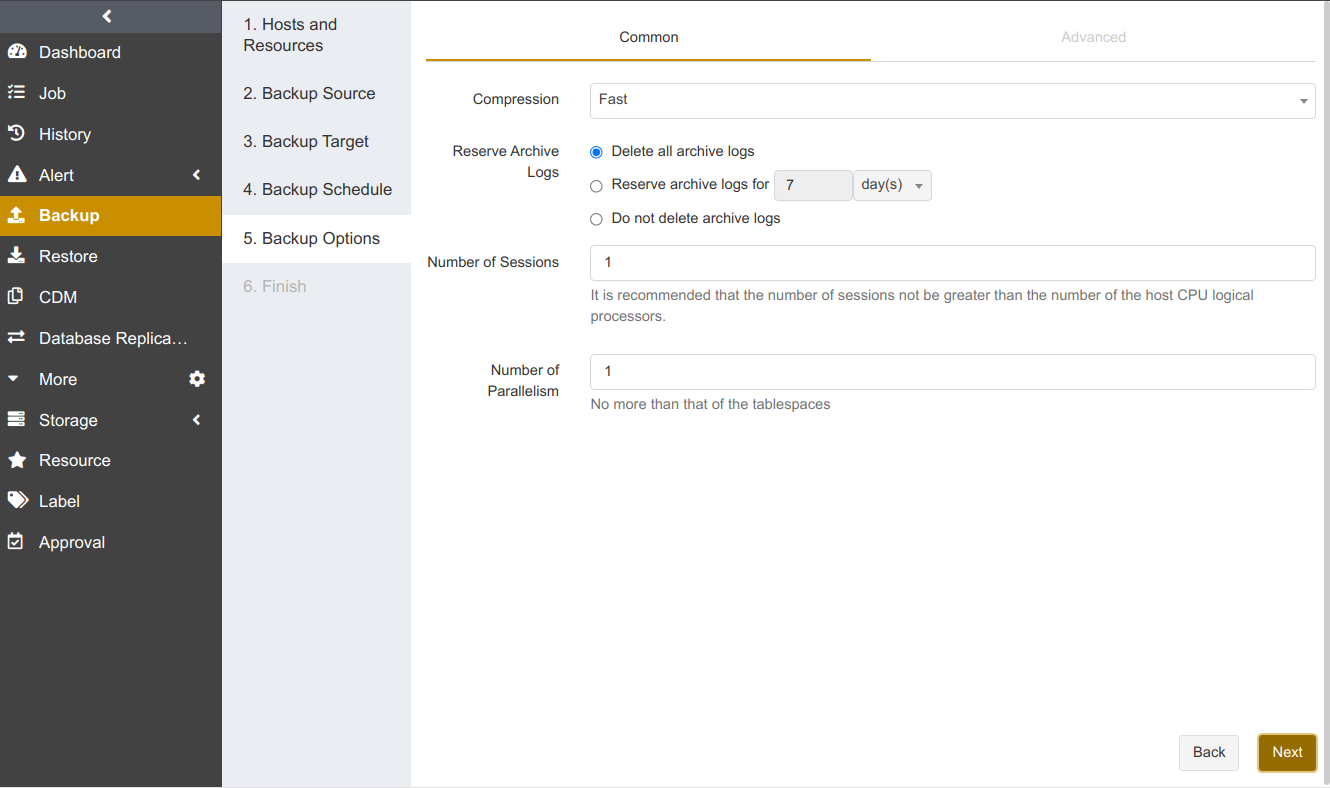 Dashboard
Job
History
Alert
Backup
Restore
CDM
Database Replica...
More
Storage
Resource
Label
Approval
1. Hosts and
Resources
2. Backup Source
3. Backup Target
4. Backup Schedule
5. Backup Options
6. Finish
Common
Advanced
Compression
Fast
Reserve Archive
Logs
Delete all archive logs
Reserve archive logs for 7 day(s)
Do not delete archive logs
Number of Sessions
1
It is recommended that the number of sessions not be greater than the number of the host CPU logical
processors.
Number of
Parallelism
1
No more than that of the tablespaces
Back
Next